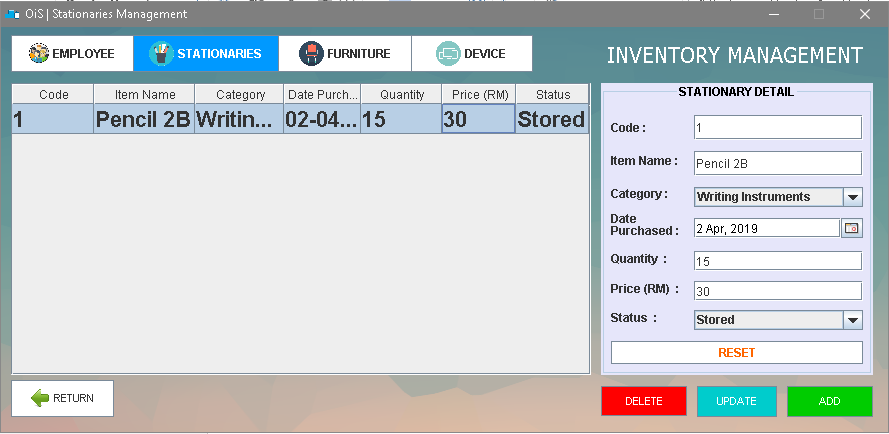 OiS | Stationaries Management
EMPLOYEE STATIONARIES FURNITURE DEVICE
INVENTORY MANAGEMENT
Code Item Name Category Date Purch... Quantity Price (RM) Status
1 Pencil 2B Writin... 02-04... 15 30 Stored
STATIONARY DETAIL
Code : 1
Item Name : Pencil 2B
Category : Writing Instruments
Date
Purchased : 2 Apr, 2019
Quantity : 15
Price (RM) : 30
Status : Stored
RESET
RETURN
DELETE UPDATE ADD